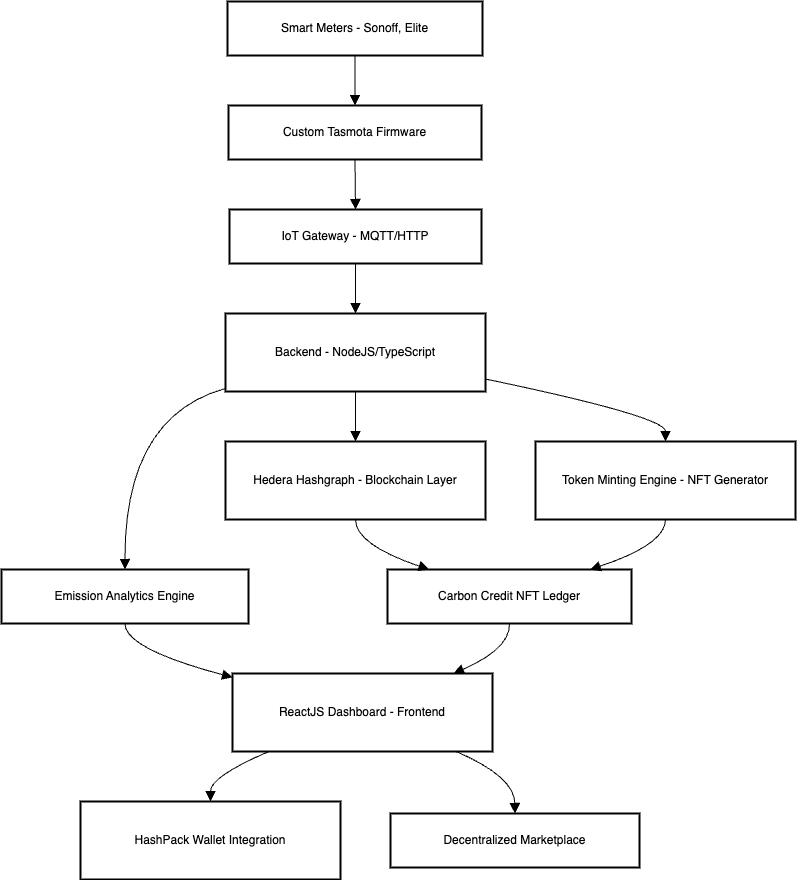 Smart Meters - Sonoff, Elite
Custom Tasmota Firmware
IoT Gateway - MQTT/HTTP
Backend - NodeJS/TypeScript
Hedera Hashgraph - Blockchain Layer
Token Minting Engine - NFT Generator
Emission Analytics Engine
Carbon Credit NFT Ledger
ReactJS Dashboard - Frontend
HashPack Wallet Integration
Decentralized Marketplace